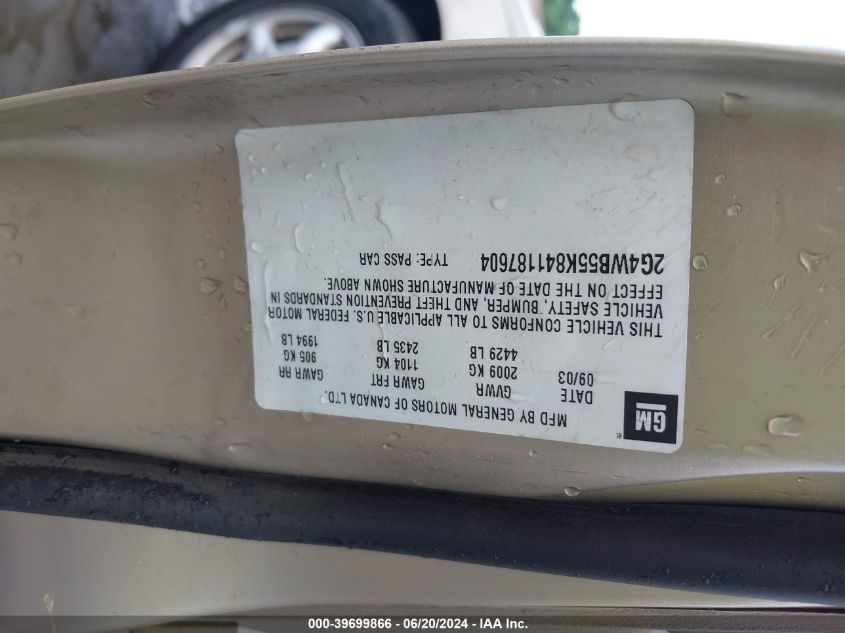 GM
MFD BY GENERAL MOTORS OF CANADA LTD.
DATE GVWR GAWR FRT GAWR RR
09/03 2009 KG 1104 KG 905 KG
4429 LB 2435 LB 1994 LB
THIS VEHICLE CONFORMS TO ALL APPLICABLE U.S. FEDERAL MOTOR
VEHICLE SAFETY, BUMPER, AND THEFT PREVENTION STANDARDS IN
EFFECT ON THE DATE OF MANUFACTURE SHOWN ABOVE.
2G4WB55K841187604 TYPE: PASS CAR
000-39699866 - 06/20/2024 - IAA Inc.